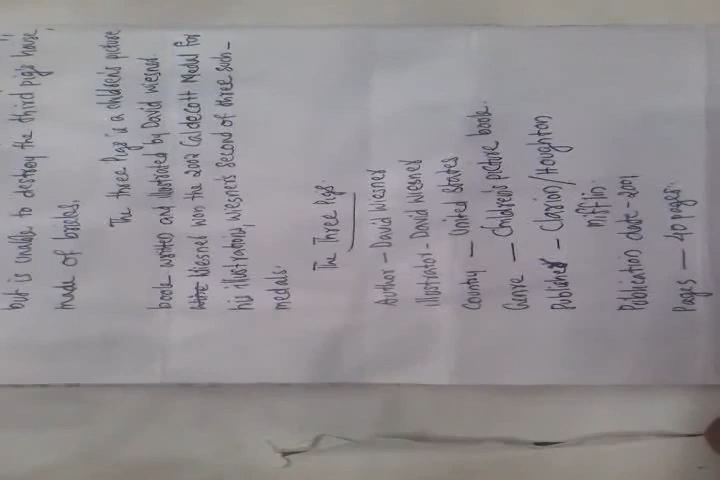 but is unable to destroy the third pig's house,
made of bricks.
The Three Pigs is a children's picture
book written and illustrated by David Wiesner.
Wiesner won the 2002 Caldecott Medal for
his illustrations, Wiesner's second of three such
medals.
The Three Pigs.
Author - David Wiesner
illustrator - David Wiesner
Country - United States
Genre - Children's picture book.
Publisher - Clarion/Houghton
Mifflin.
Publication date - 2001
Pages - 40 pages.